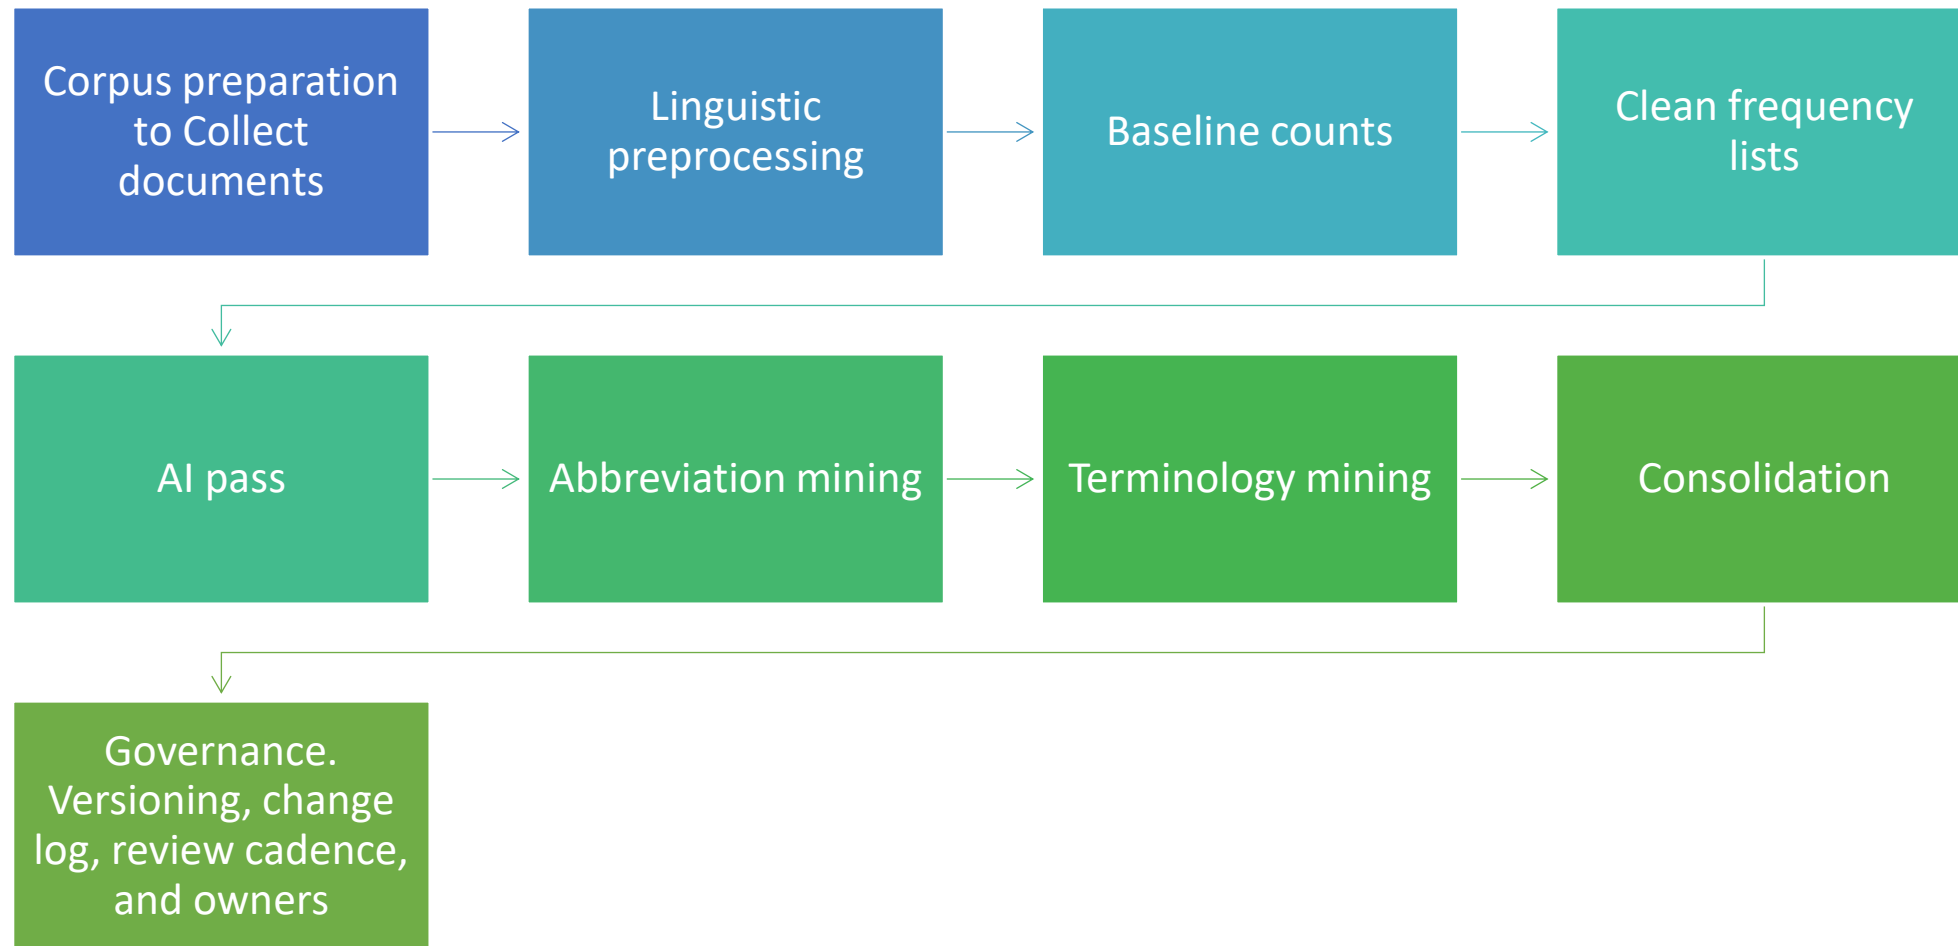 Corpus preparation
to Collect
documents
Linguistic
preprocessing
Baseline counts
Clean frequency
lists
AI pass
Abbreviation mining
Terminology mining
Consolidation
Governance.
Versioning, change
log, review cadence,
and owners